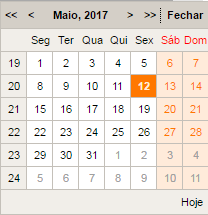 << < Maio, 2017 > >> Fechar
Seg Ter Qua Qui Sex Sáb Dom
19 1 2 3 4 5 6 7
20 8 9 10 11 12 13 14
21 15 16 17 18 19 20 21
22 22 23 24 25 26 27 28
23 29 30 31 1 2 3 4
24 5 6 7 8 9 10 11
Hoje